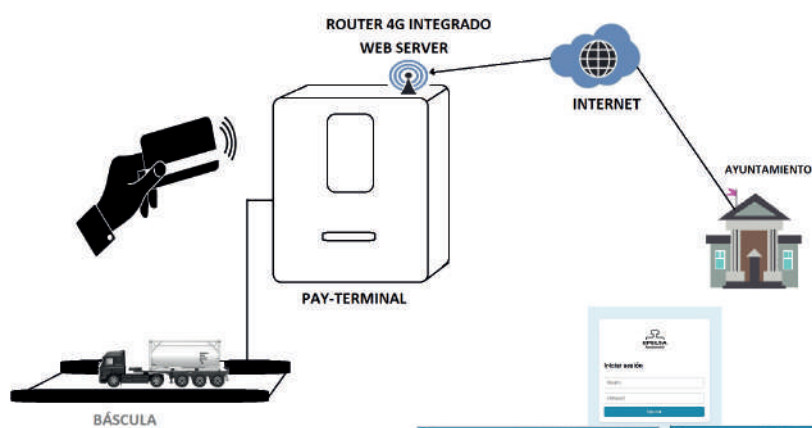 ROUTER 4G INTEGRADO
WEB SERVER
INTERNET
AYUNTAMIENTO
PAY-TERMINAL
Iniciar sesión
BÁSCULA